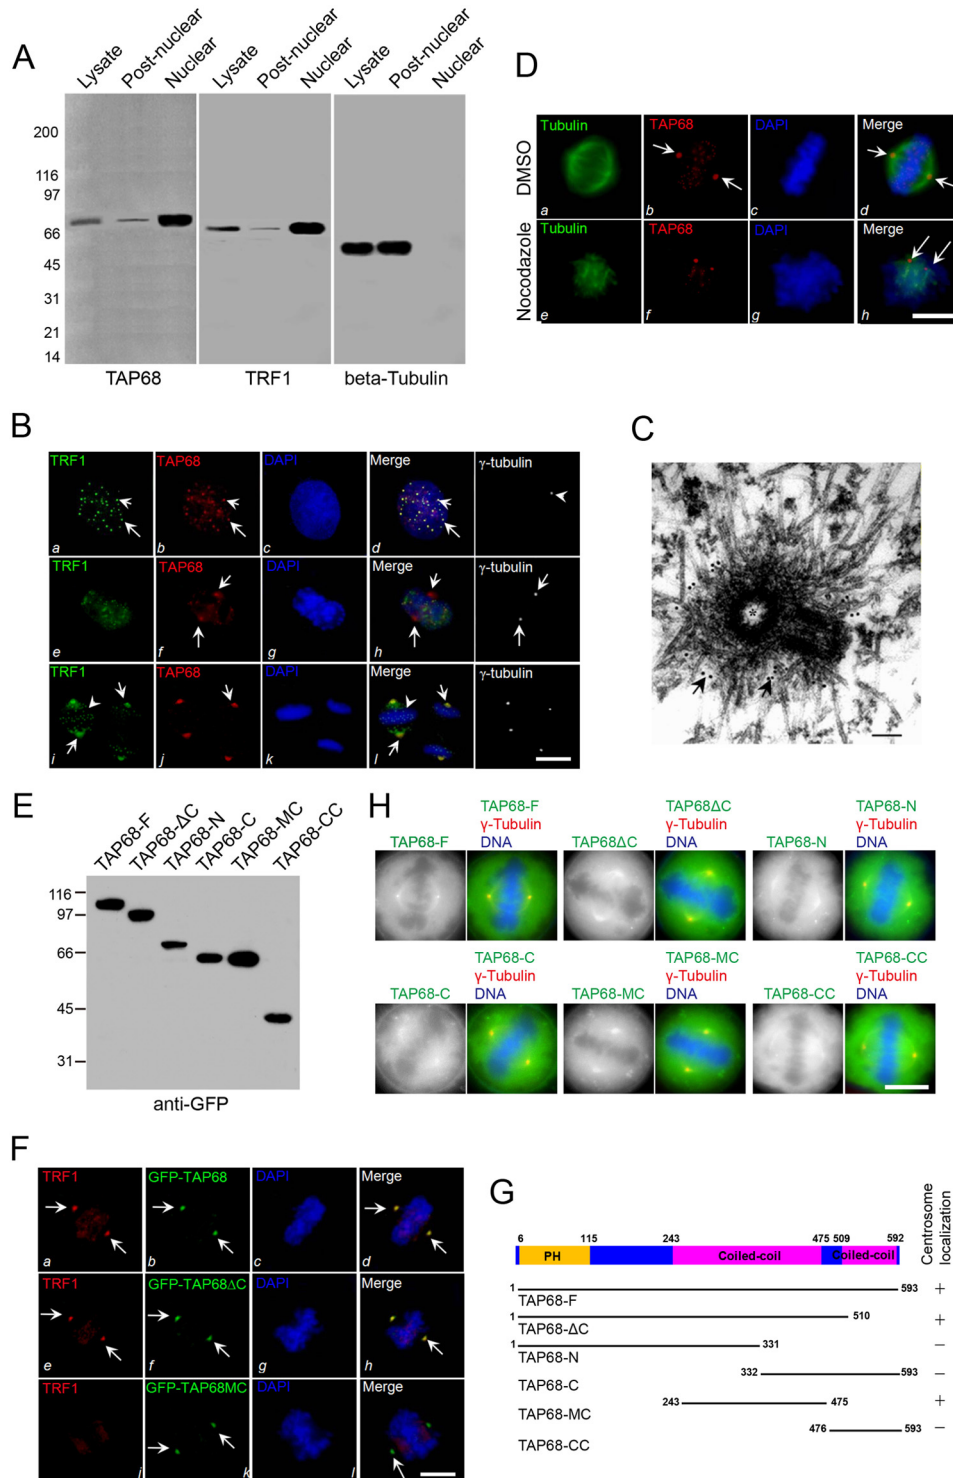 A
Lysate
Post-nuclear
Nuclear
Lysate
Post-nuclear
Nuclear
Lysate
Post-nuclear
Nuclear
200
116
97
66
45
31
21
14
TAP68
TRF1
beta-Tubulin
D
DMSO
Tubulin
TAP68
DAPI
Merge
a
b
c
d
Nocodazole
Tubulin
TAP68
DAPI
Merge
e
f
g
h
B
TRF1
TAP68
DAPI
Merge
γ-tubulin
a
b
c
d
TRF1
TAP68
DAPI
Merge
γ-tubulin
e
f
g
h
TRF1
TAP68
DAPI
Merge
γ-tubulin
i
j
k
l
C
*
E
TAP68-F
TAP68-ΔC
TAP68-N
TAP68-C
TAP68-MC
TAP68-CC
116
97
66
45
31
anti-GFP
H
TAP68-F
TAP68-F
γ-Tubulin
DNA
TAP68ΔC
TAP68ΔC
γ-Tubulin
DNA
TAP68-N
TAP68-N
γ-Tubulin
DNA
TAP68-C
TAP68-C
γ-Tubulin
DNA
TAP68-MC
TAP68-MC
γ-Tubulin
DNA
TAP68-CC
TAP68-CC
γ-Tubulin
DNA
F
TRF1
GFP-TAP68
DAPI
Merge
a
b
c
d
TRF1
GFP-TAP68ΔC
DAPI
Merge
e
f
g
h
TRF1
GFP-TAP68MC
DAPI
Merge
i
k
l
G
Centrosome
localization
6 115 243 475 509 592
PH Coiled-coil Coiled-coil
1 593 +
TAP68-F
1 510 +
TAP68-ΔC
1 331 −
TAP68-N
332 593 −
TAP68-C
243 475 +
TAP68-MC
476 593 −
TAP68-CC